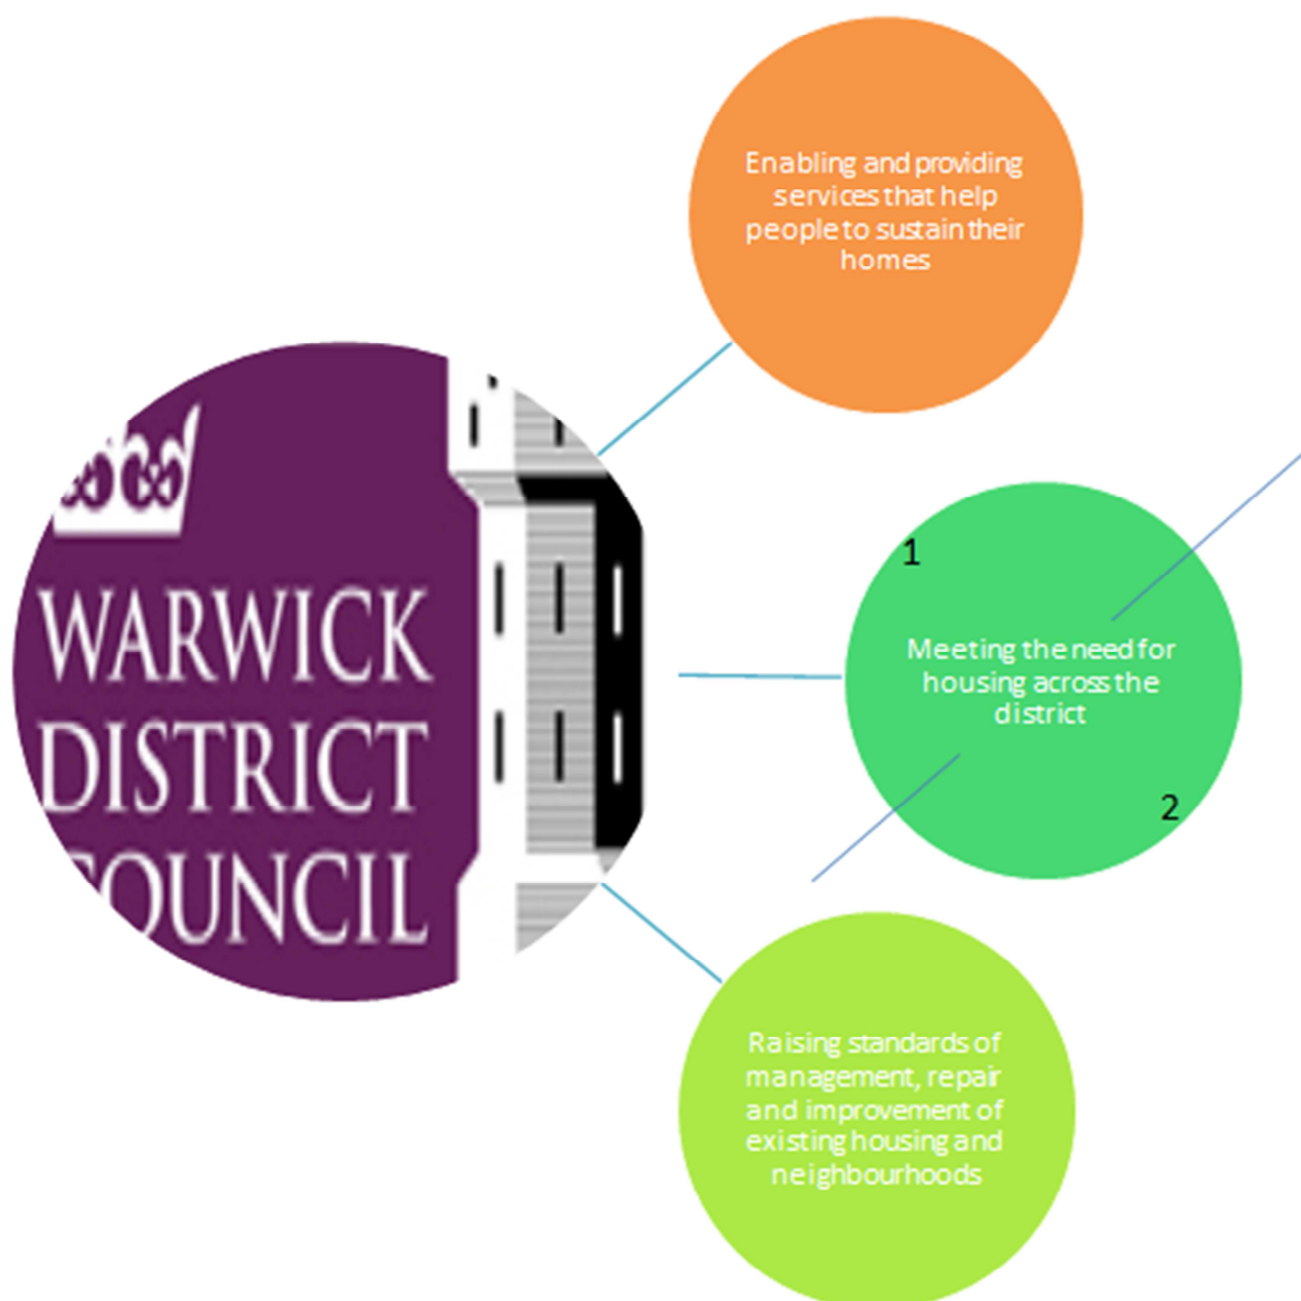 Enabling and providing
services that help
people to sustain their
homes
WARWICK
DISTRICT
COUNCIL
1
Meeting the need for
housing across the
district
2
Raising standards of
management, repair
and improvement of
existing housing and
neighbourhoods